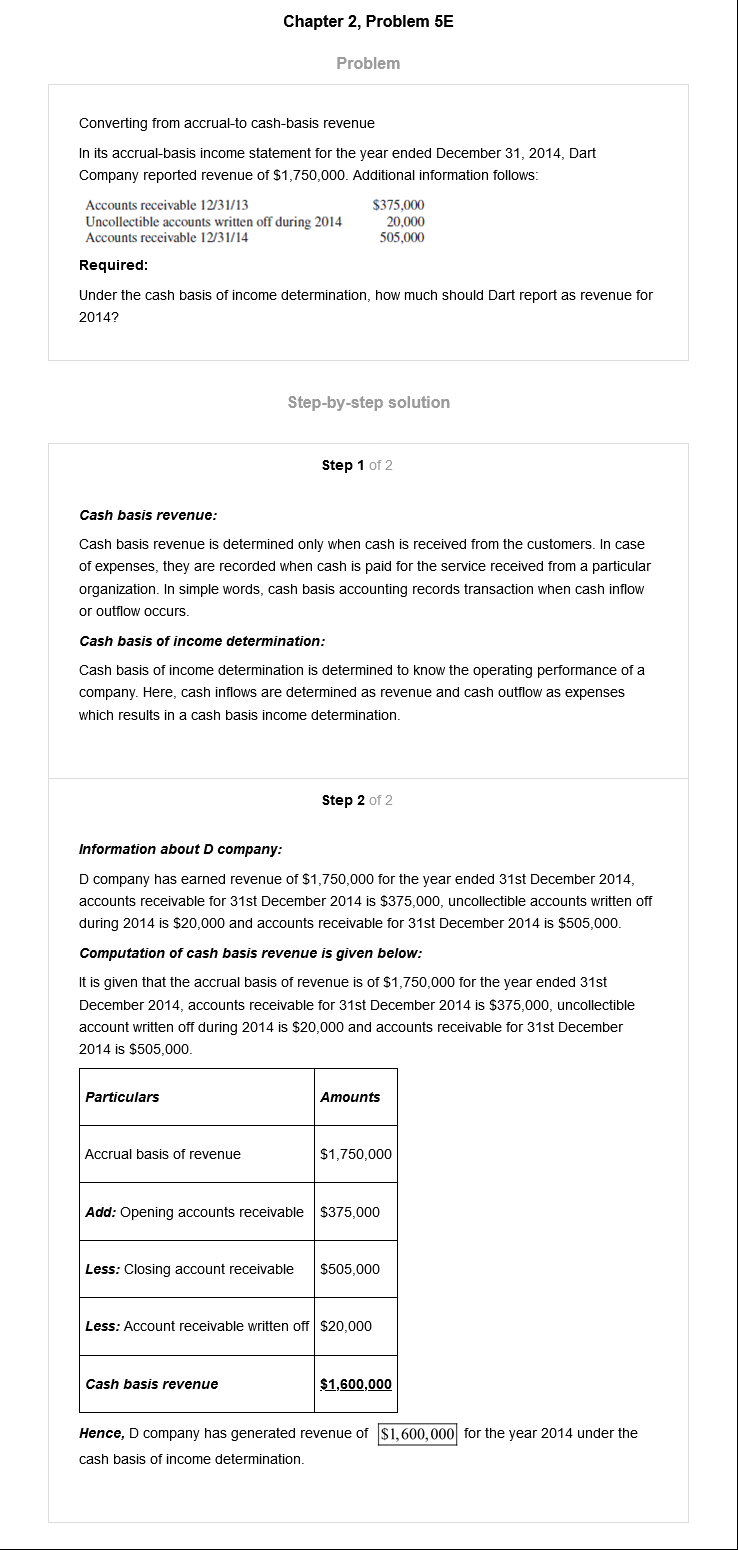 Chapter 2, Problem 5E
Problem
Converting from accrual-to cash-basis revenue
In its accrual-basis income statement for the year ended December 31, 2014, Dart
Company reported revenue of $1,750,000. Additional information follows:
Accounts receivable 12/31/13 $375,000
Uncollectible accounts written off during 2014 20,000
Accounts receivable 12/31/14 505,000
Required:
Under the cash basis of income determination, how much should Dart report as revenue for
2014?
Step-by-step solution
Step 1 of 2
Cash basis revenue:
Cash basis revenue is determined only when cash is received from the customers. In case
of expenses, they are recorded when cash is paid for the service received from a particular
organization. In simple words, cash basis accounting records transaction when cash inflow
or outflow occurs.
Cash basis of income determination:
Cash basis of income determination is determined to know the operating performance of a
company. Here, cash inflows are determined as revenue and cash outflow as expenses
which results in a cash basis income determination.
Step 2 of 2
Information about D company:
D company has earned revenue of $1,750,000 for the year ended 31st December 2014,
accounts receivable for 31st December 2014 is $375,000, uncollectible accounts written off
during 2014 is $20,000 and accounts receivable for 31st December 2014 is $505,000.
Computation of cash basis revenue is given below:
It is given that the accrual basis of revenue is of $1,750,000 for the year ended 31st
December 2014, accounts receivable for 31st December 2014 is $375,000, uncollectible
account written off during 2014 is $20,000 and accounts receivable for 31st December
2014 is $505,000.
Particulars Amounts
Accrual basis of revenue $1,750,000
Add: Opening accounts receivable $375,000
Less: Closing account receivable $505,000
Less: Account receivable written off $20,000
Cash basis revenue $1,600,000
Hence, D company has generated revenue of $1,600,000 for the year 2014 under the
cash basis of income determination.